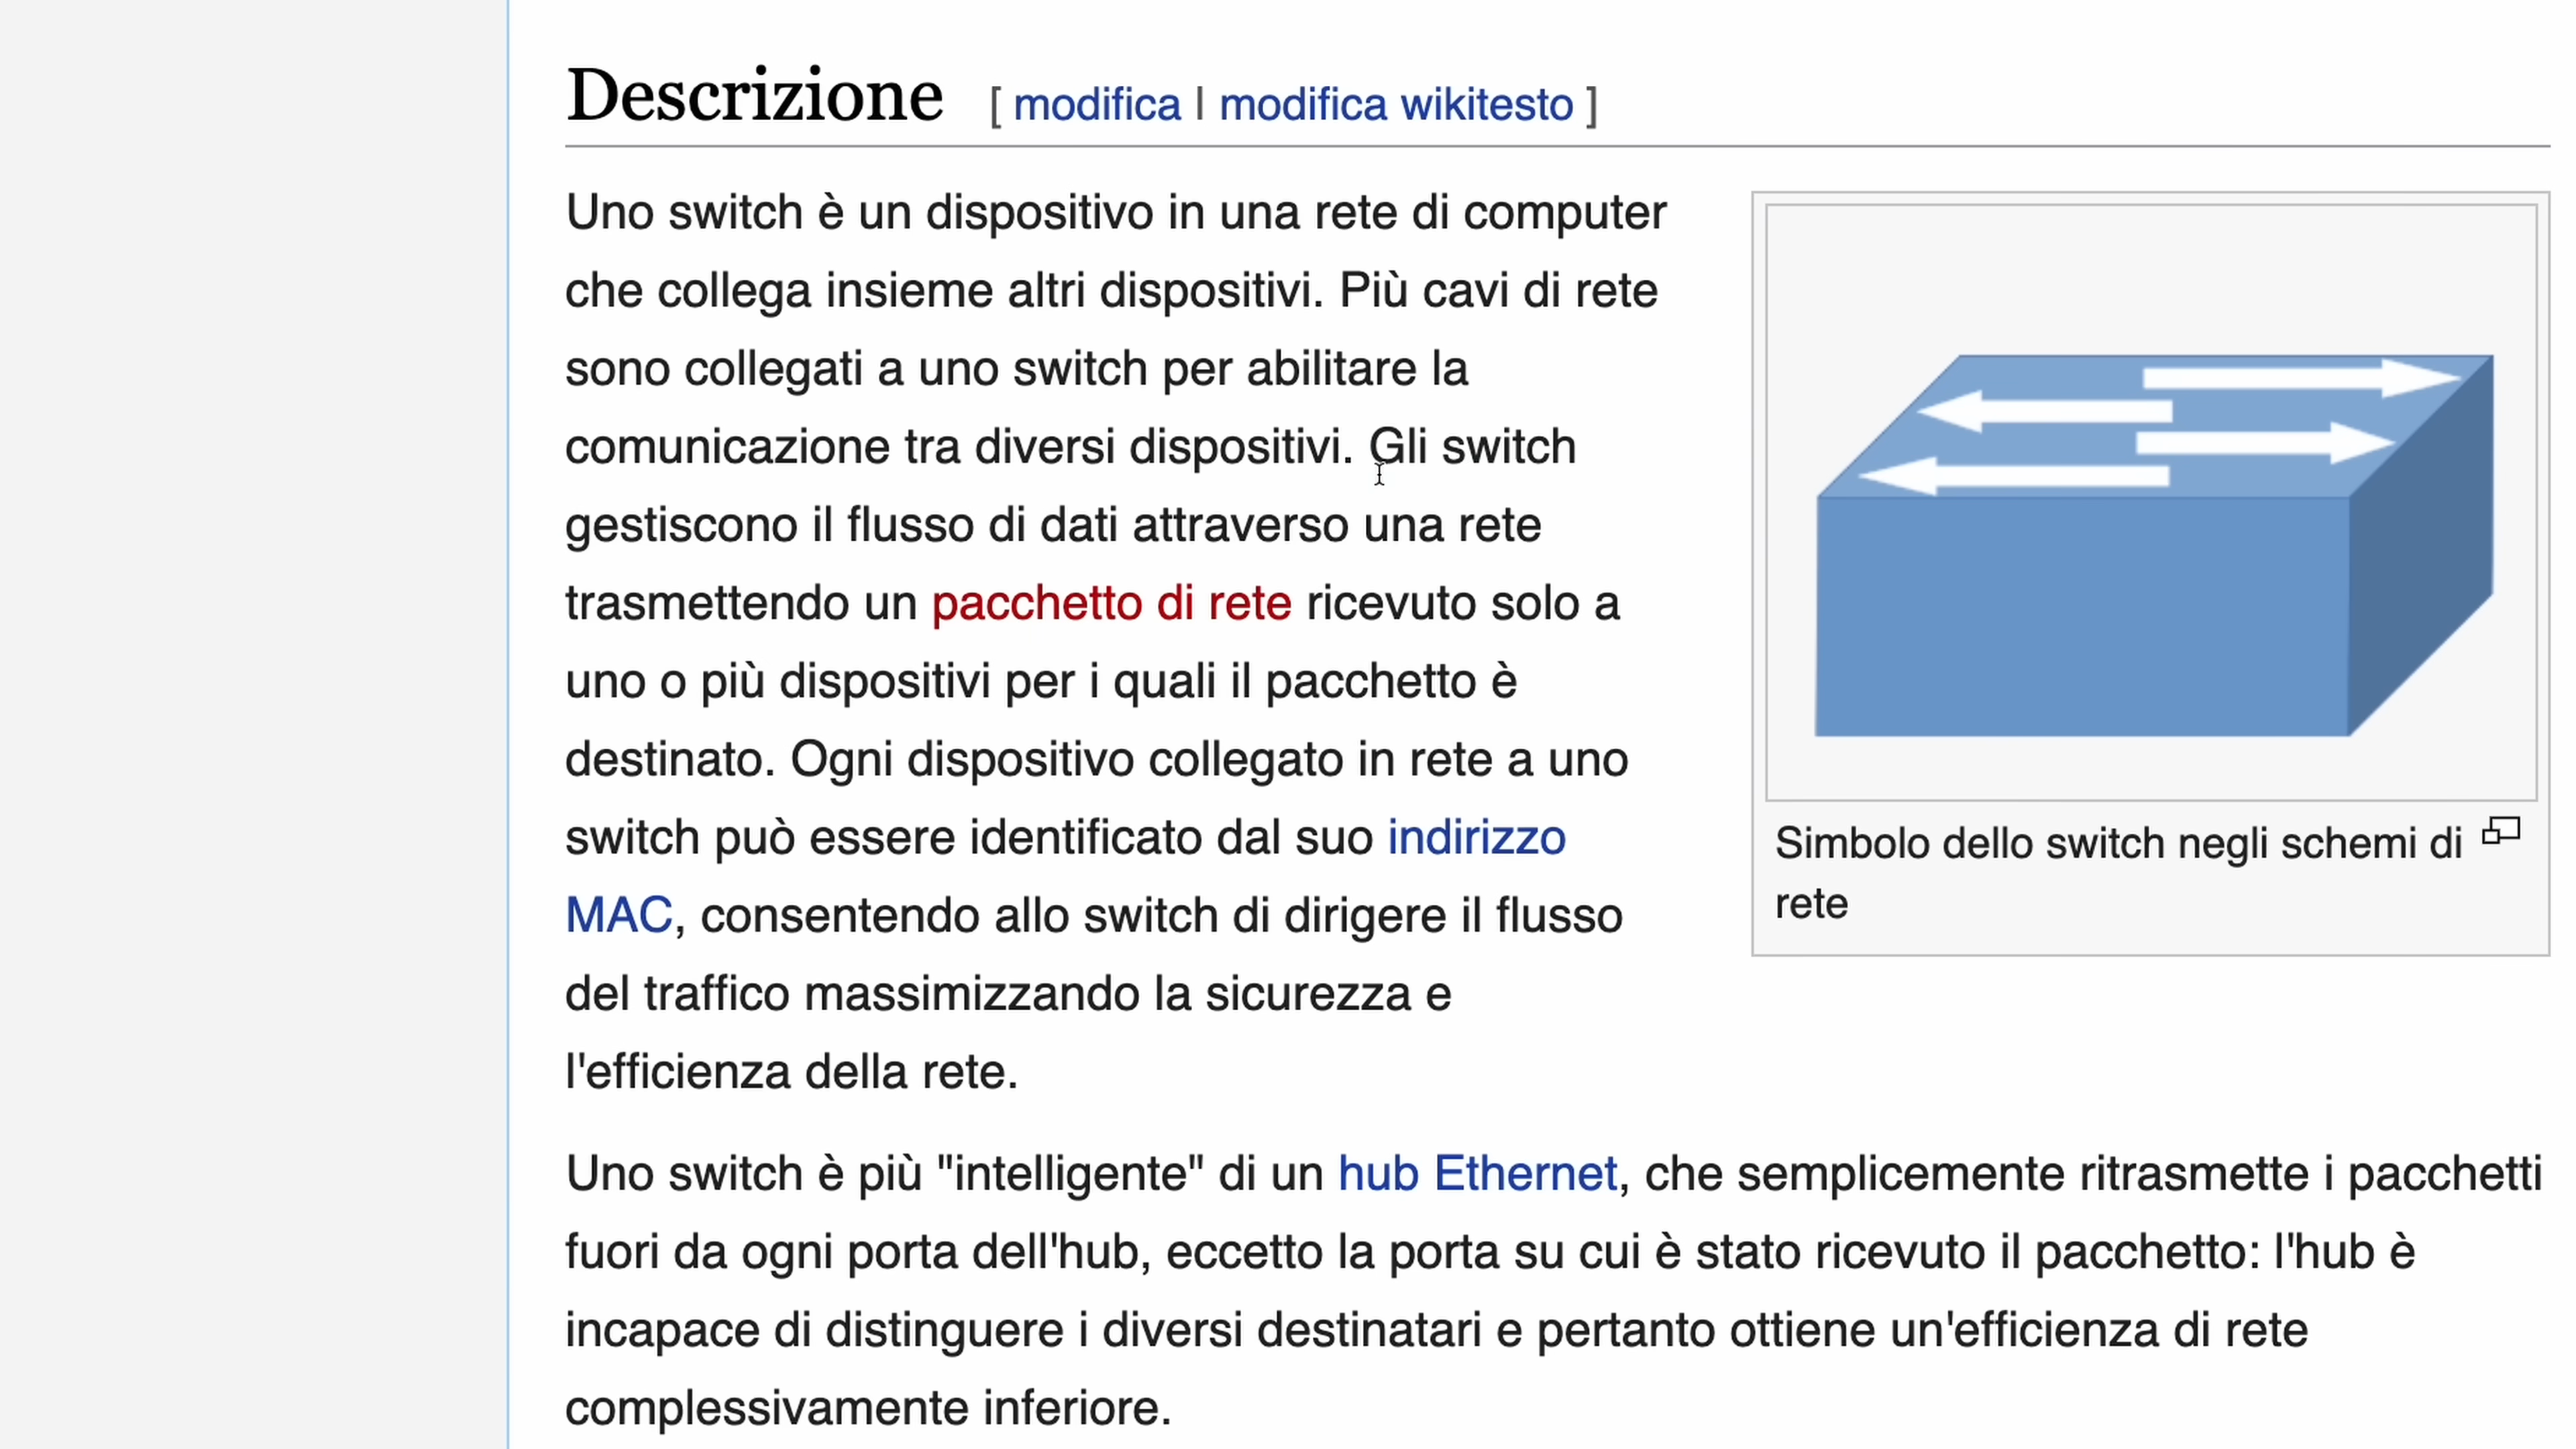 Descrizione [ modifica | modifica wikitesto ]
Uno switch è un dispositivo in una rete di computer
che collega insieme altri dispositivi. Più cavi di rete
sono collegati a uno switch per abilitare la
comunicazione tra diversi dispositivi. Gli switch
gestiscono il flusso di dati attraverso una rete
trasmettendo un pacchetto di rete ricevuto solo a
uno o più dispositivi per i quali il pacchetto è
destinato. Ogni dispositivo collegato in rete a uno
switch può essere identificato dal suo indirizzo
MAC, consentendo allo switch di dirigere il flusso
del traffico massimizzando la sicurezza e
l'efficienza della rete.
Simbolo dello switch negli schemi di
rete
Uno switch è più "intelligente" di un hub Ethernet, che semplicemente ritrasmette i pacchetti
fuori da ogni porta dell'hub, eccetto la porta su cui è stato ricevuto il pacchetto: l'hub è
incapace di distinguere i diversi destinatari e pertanto ottiene un'efficienza di rete
complessivamente inferiore.